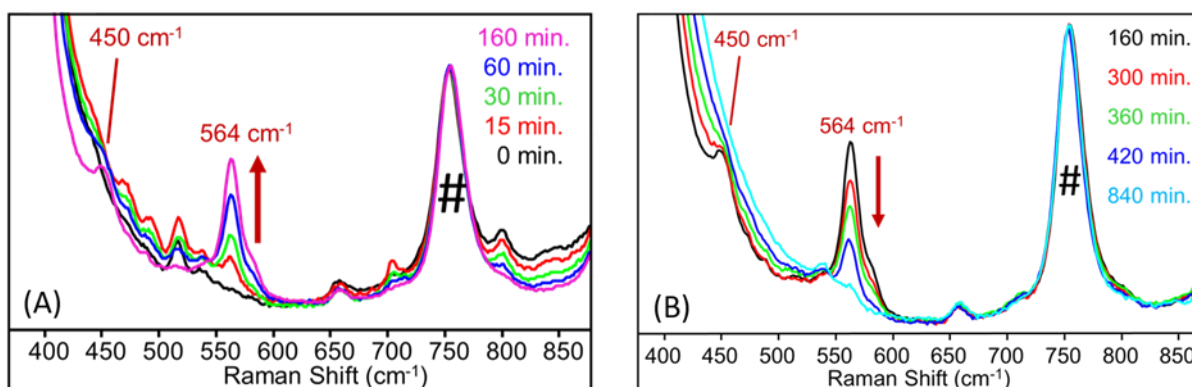 450 cm-1
160 min.
60 min.
30 min.
15 min.
0 min.
564 cm-1
#
(A)
400 450 500 550 600 650 700 750 800 850
Raman Shift (cm-1)
450 cm-1
160 min.
300 min.
360 min.
420 min.
840 min.
564 cm-1
#
(B)
400 450 500 550 600 650 700 750 800 850
Raman Shift (cm-1)